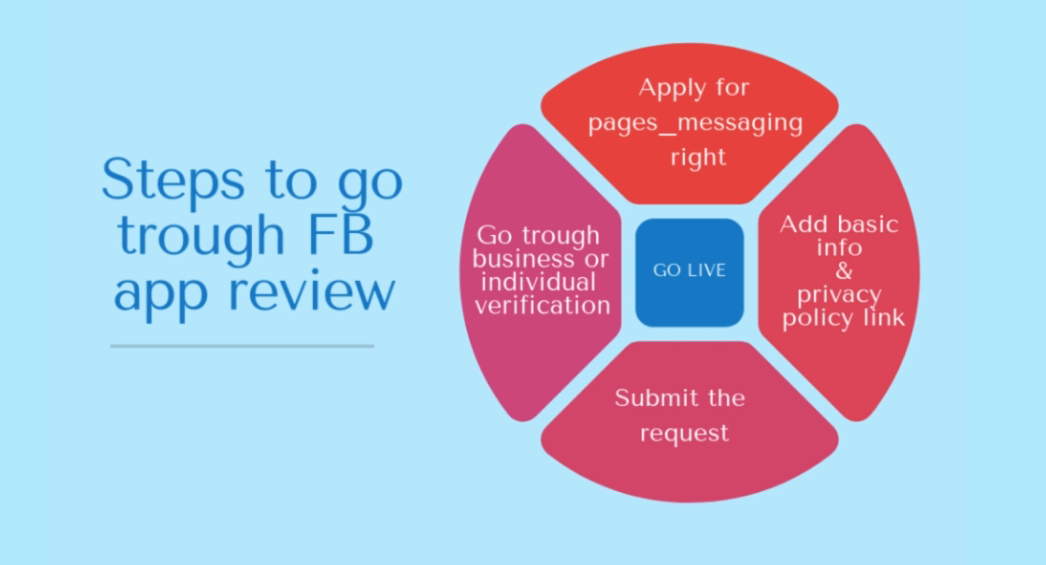 Steps to go
trough FB
app review
Apply for
pages_messaging
right
Add basic
info
&
privacy
policy link
Submit the
request
Go trough
business or
individual
verification
GO LIVE